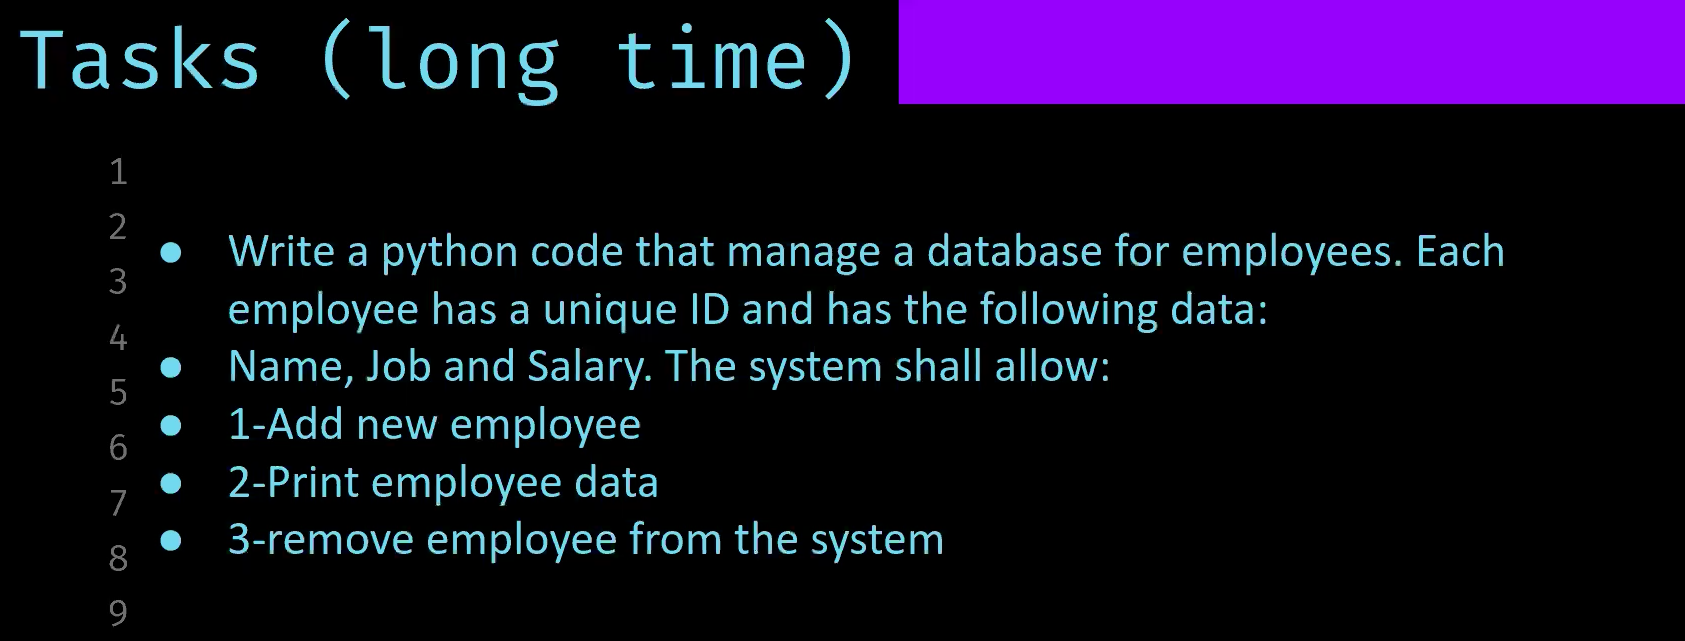 Tasks (long time)
1
2
● Write a python code that manage a database for employees. Each
3
employee has a unique ID and has the following data:
4
● Name, Job and Salary. The system shall allow:
5
● 1-Add new employee
6
● 2-Print employee data
7
● 3-remove employee from the system
8
9